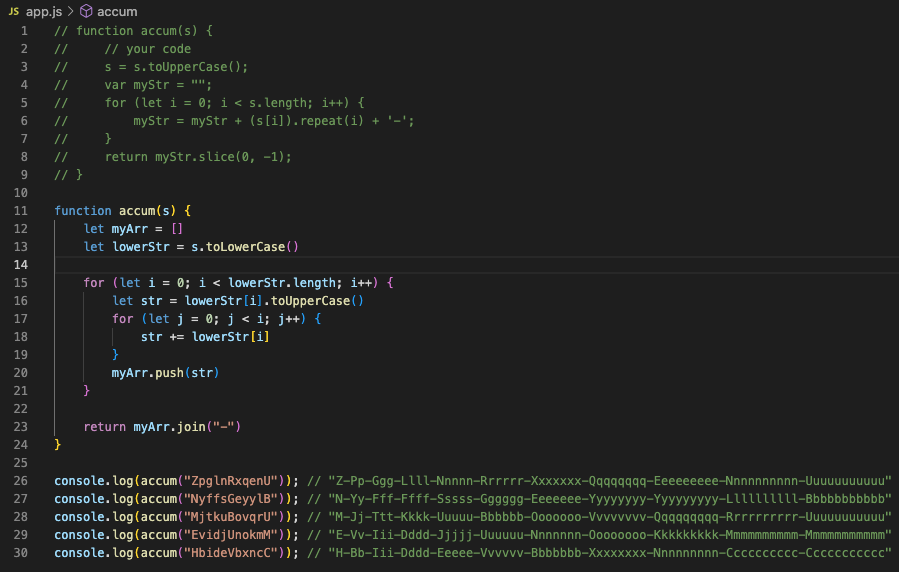 JS app.js > accum
1 // function accum(s) {
2 //     // your code
3 //     s = s.toUpperCase();
4 //     var myStr = "";
5 //     for (let i = 0; i < s.length; i++) {
6 //         myStr = myStr + (s[i]).repeat(i) + '-';
7 //     }
8 //     return myStr.slice(0, -1);
9 // }
10
11 function accum(s) {
12     let myArr = []
13     let lowerStr = s.toLowerCase()
14
15     for (let i = 0; i < lowerStr.length; i++) {
16         let str = lowerStr[i].toUpperCase()
17         for (let j = 0; j < i; j++) {
18             str += lowerStr[i]
19         }
20         myArr.push(str)
21     }
22
23     return myArr.join("-")
24 }
25
26 console.log(accum("ZpglnRxqenU")); // "Z-Pp-Ggg-Llll-Nnnnn-Rrrrrr-Xxxxxxx-Qqqqqqqq-Eeeeeeeee-Nnnnnnnnnn-Uuuuuuuuuuu"
27 console.log(accum("NyffsGeyylB")); // "N-Yy-Fff-Ffff-Sssss-Gggggg-Eeeeeee-Yyyyyyyy-Yyyyyyyyy-Llllllllll-Bbbbbbbbbbb"
28 console.log(accum("MjtkuBovqrU")); // "M-Jj-Ttt-Kkkk-Uuuuu-Bbbbbb-Ooooooo-Vvvvvvvv-Qqqqqqqqq-Rrrrrrrrrr-Uuuuuuuuuuu"
29 console.log(accum("EvidjUnokmM")); // "E-Vv-Iii-Dddd-Jjjjj-Uuuuuu-Nnnnnnn-Oooooooo-Kkkkkkkkk-Mmmmmmmmmm-Mmmmmmmmmmm"
30 console.log(accum("HbideVbxncC")); // "H-Bb-Iii-Dddd-Eeeee-Vvvvvv-Bbbbbbb-Xxxxxxxx-Nnnnnnnnn-Cccccccccc-Ccccccccccc"